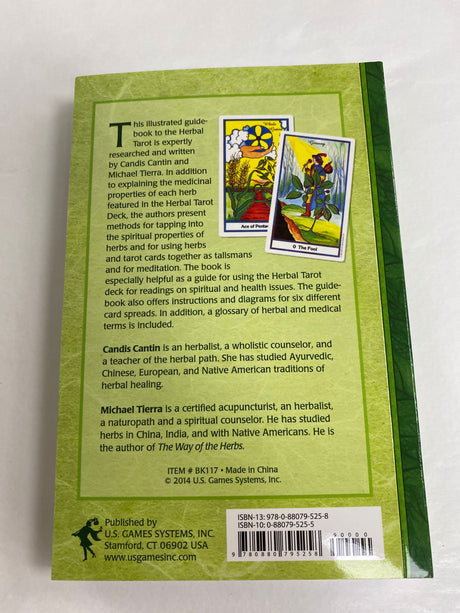 This illustrated guide-
book to the Herbal
Tarot is expertly
researched and written
by Candis Cantin and
Michael Tierra. In addition
to explaining the medicinal
properties of each herb
featured in the Herbal Tarot
Deck, the authors present
methods for tapping into
the spiritual properties of
herbs and for using herbs
and tarot cards together as talismans
and for meditation. The book is
especially helpful as a guide for using the Herbal Tarot
deck for readings on spiritual and health issues. The guide-
book also offers instructions and diagrams for six different
card spreads. In addition, a glossary of herbal and medical
terms is included.
Ace of Penta
0 The Fool
Candis Cantin is an herbalist, a wholistic counselor, and
a teacher of the herbal path. She has studied Ayurvedic,
Chinese, European, and Native American traditions of
herbal healing.
Michael Tierra is a certified acupuncturist, an herbalist,
a naturopath and a spiritual counselor. He has studied
herbs in China, India, and with Native Americans. He is
the author of The Way of the Herbs.
ITEM # BK117 • Made in China
© 2014 U.S. Games Systems, Inc.
Published by
U.S. GAMES SYSTEMS, INC.
Stamford, CT 06902 USA
www.usgamesinc.com
ISBN-13: 978-0-88079-525-8
ISBN-10: 0-88079-525-5
90000
9 780880 795258